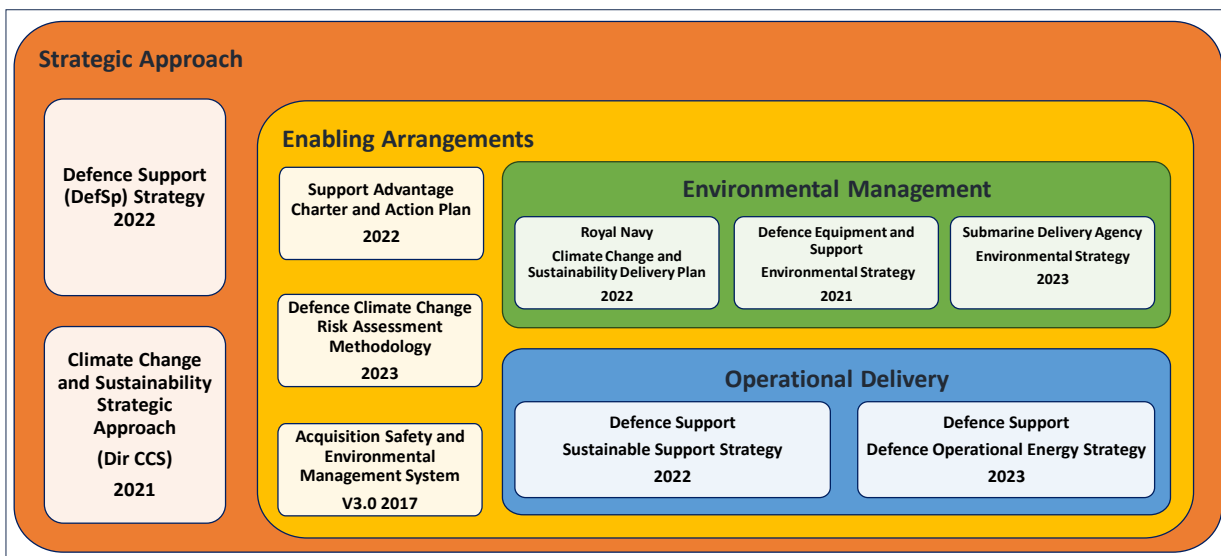 Strategic Approach
Defence Support
(DefSp) Strategy
2022
Climate Change
and Sustainability
Strategic
Approach
(Dir CCS)
2021
Enabling Arrangements
Support Advantage
Charter and Action Plan
2022
Defence Climate Change
Risk Assessment
Methodology
2023
Acquisition Safety and
Environmental
Management System
V3.0 2017
Environmental Management
Royal Navy
Climate Change and
Sustainability Delivery Plan
2022
Defence Equipment and
Support
Environmental Strategy
2021
Submarine Delivery Agency
Environmental Strategy
2023
Operational Delivery
Defence Support
Sustainable Support Strategy
2022
Defence Support
Defence Operational Energy Strategy
2023